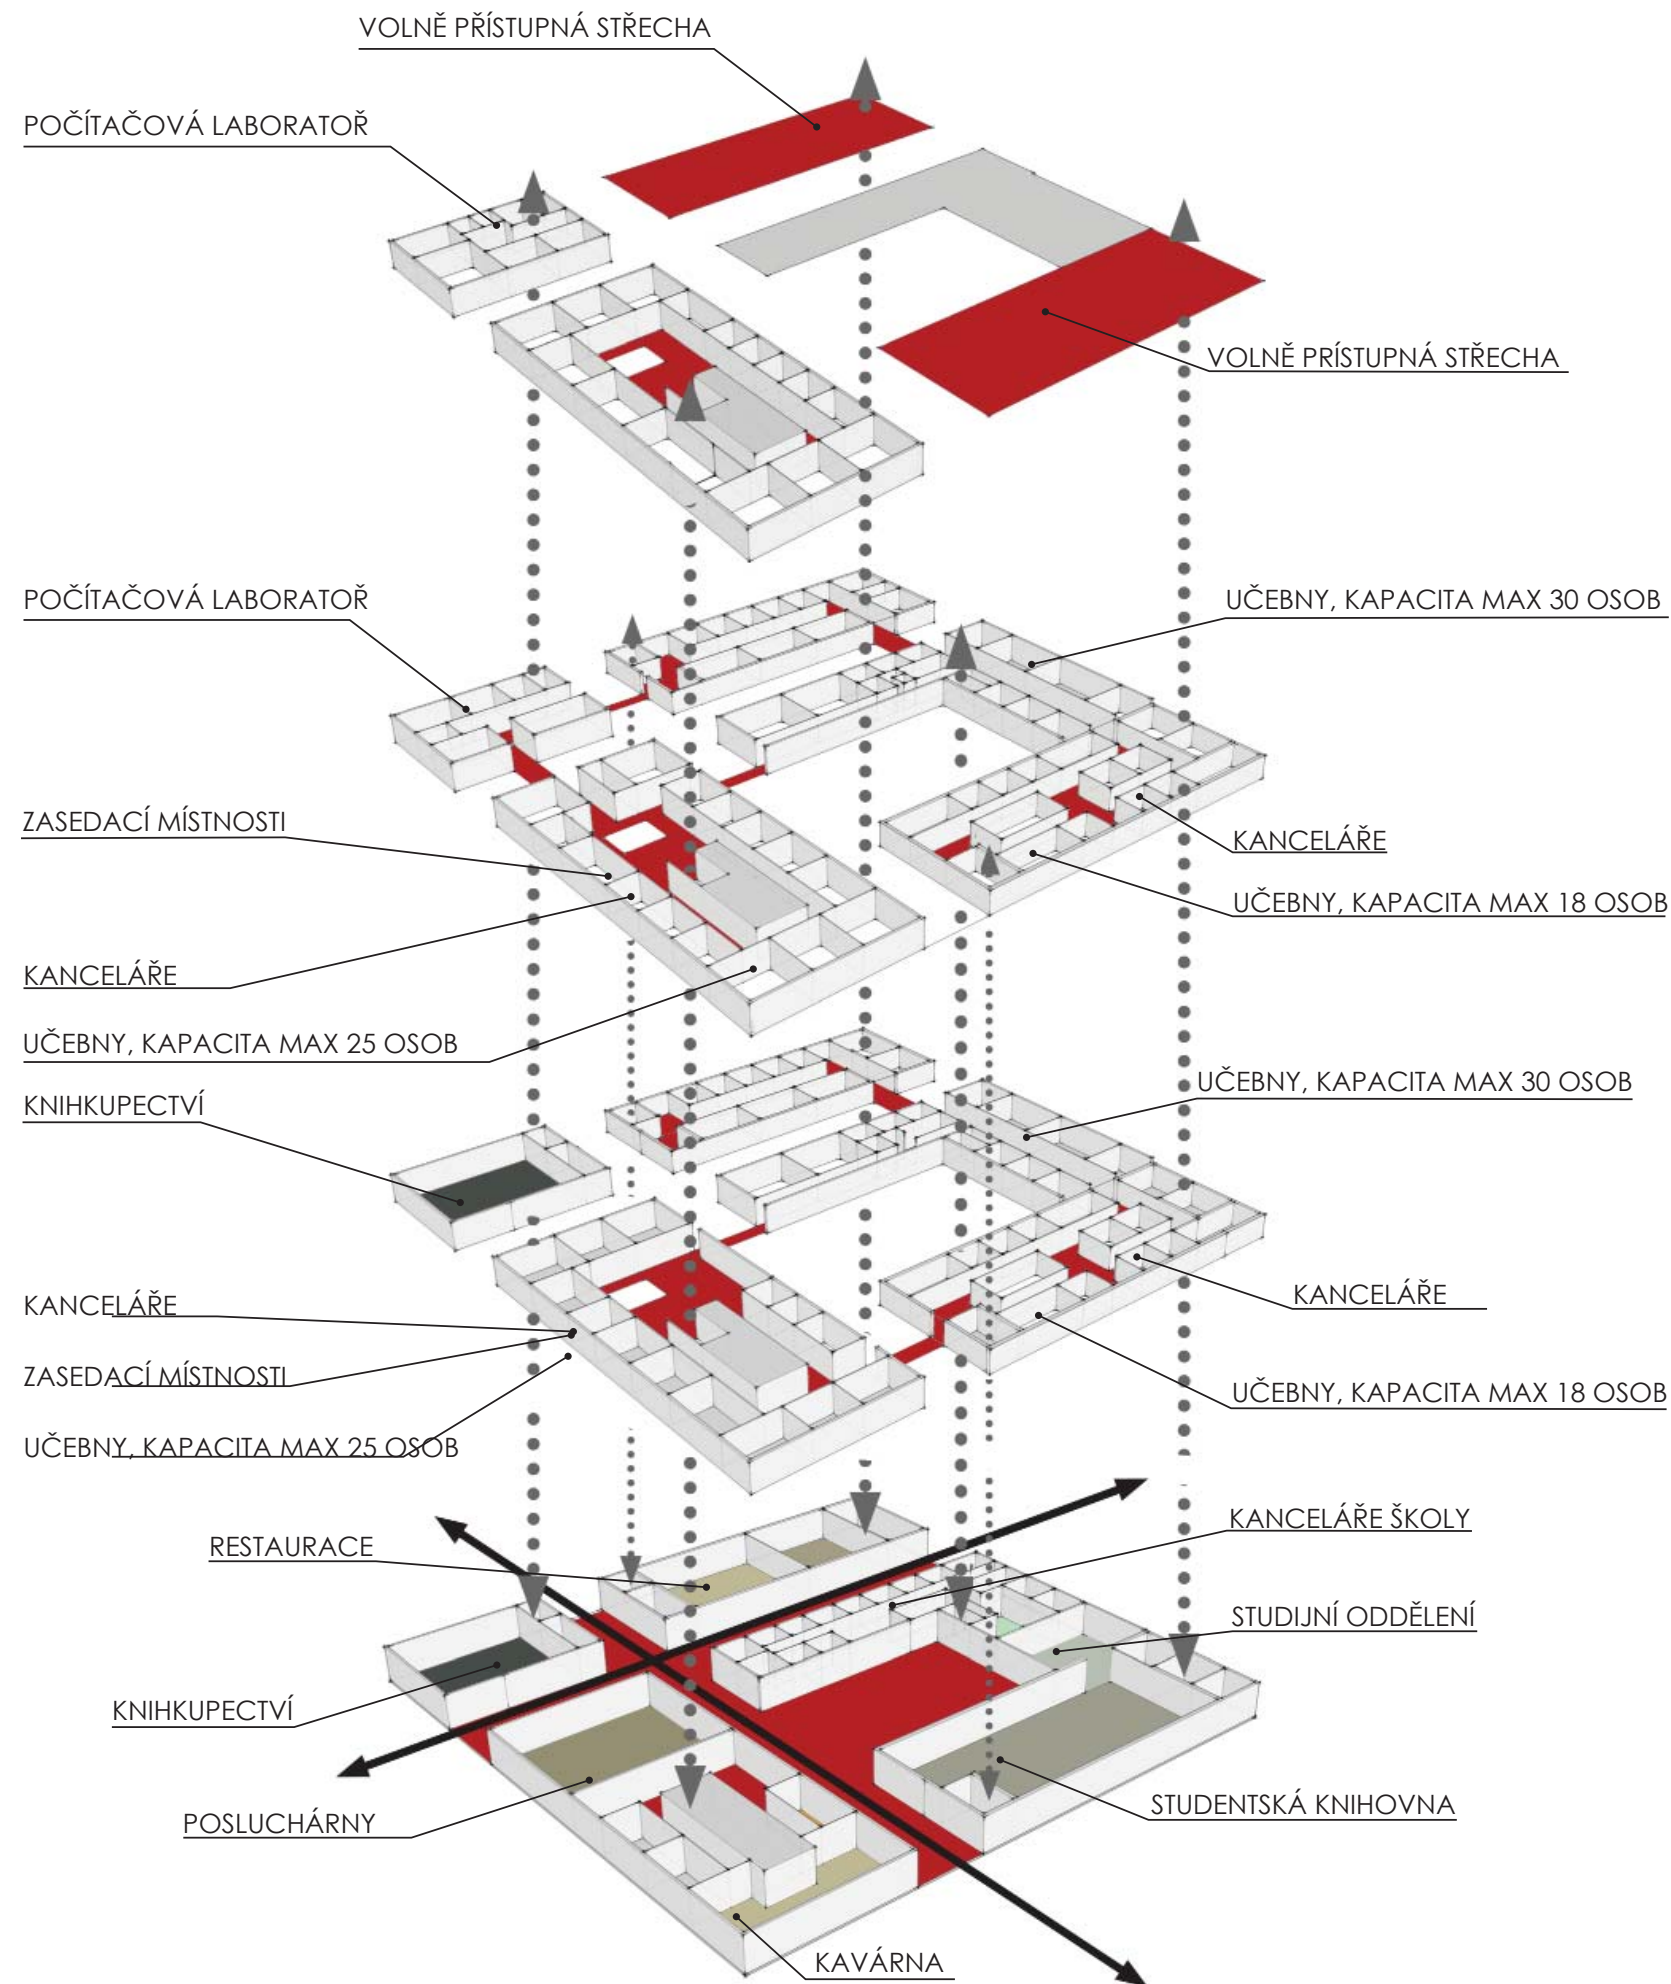 VOLNĚ PŘÍSTUPNÁ STŘECHA
POČÍTAČOVÁ LABORATOŘ
VOLNĚ PRÍSTUPNÁ STŘECHA
POČÍTAČOVÁ LABORATOŘ
UČEBNY, KAPACITA MAX 30 OSOB
ZASEDACÍ MÍSTNOSTI
KANCELÁŘE
UČEBNY, KAPACITA MAX 18 OSOB
KANCELÁŘE
UČEBNY, KAPACITA MAX 25 OSOB
UČEBNY, KAPACITA MAX 30 OSOB
KNIHKUPECTVÍ
KANCELÁŘE
KANCELÁŘE
ZASEDACÍ MÍSTNOSTI
UČEBNY, KAPACITA MAX 18 OSOB
UČEBNY, KAPACITA MAX 25 OSOB
KANCELÁŘE ŠKOLY
RESTAURACE
STUDIJNÍ ODDĚLENÍ
KNIHKUPECTVÍ
STUDENTSKÁ KNIHOVNA
POSLUCHÁRNY
KAVÁRNA